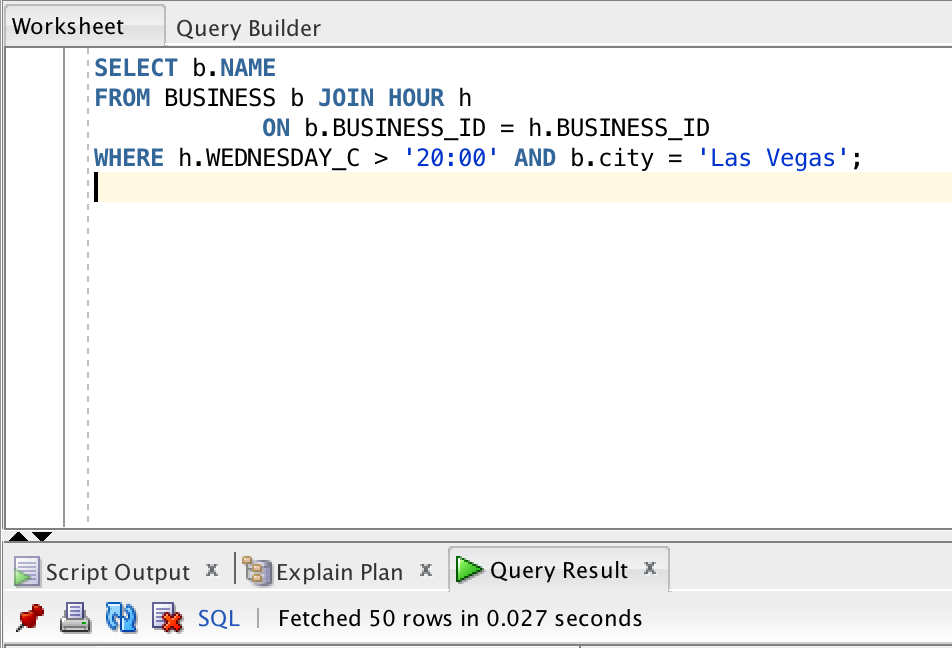 Worksheet Query Builder
SELECT b.NAME
FROM BUSINESS b JOIN HOUR h
ON b.BUSINESS_ID = h.BUSINESS_ID
WHERE h.WEDNESDAY_C > '20:00' AND b.city = 'Las Vegas';
Script Output x Explain Plan x Query Result x
SQL | Fetched 50 rows in 0.027 seconds